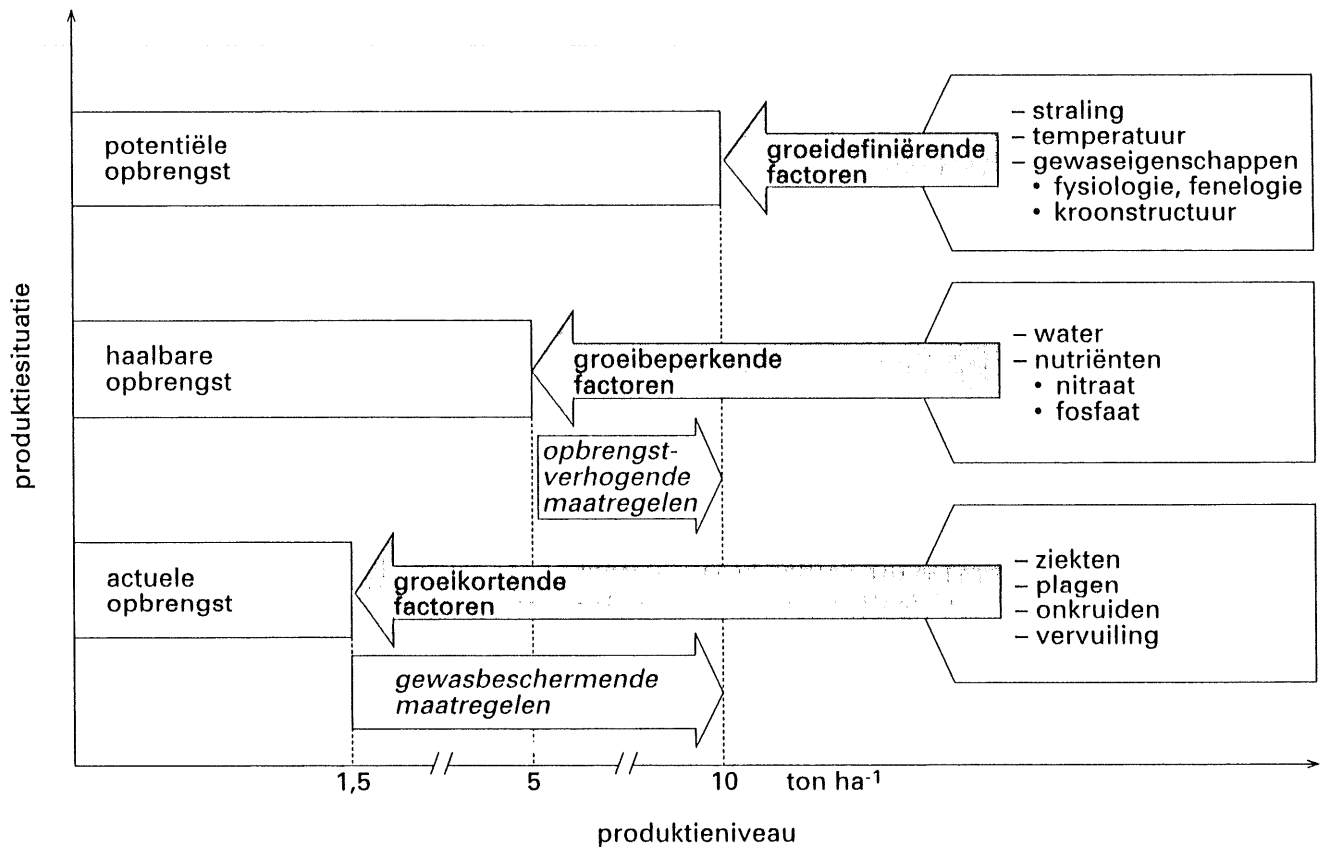 potentiële
opbrengst
groeidefiniërende
factoren
– straling
– temperatuur
– gewaseigenschappen
• fysiologie, fenelogie
• kroonstructuur
produktiesituatie
haalbare
opbrengst
groeibeperkende
factoren
– water
– nutriënten
• nitraat
• fosfaat
opbrengst-
verhogende
maatregelen
actuele
opbrengst
groeikortende
factoren
– ziekten
– plagen
– onkruiden
– vervuiling
gewasbeschermende
maatregelen
1,5 5 10 ton ha-1
produktieniveau